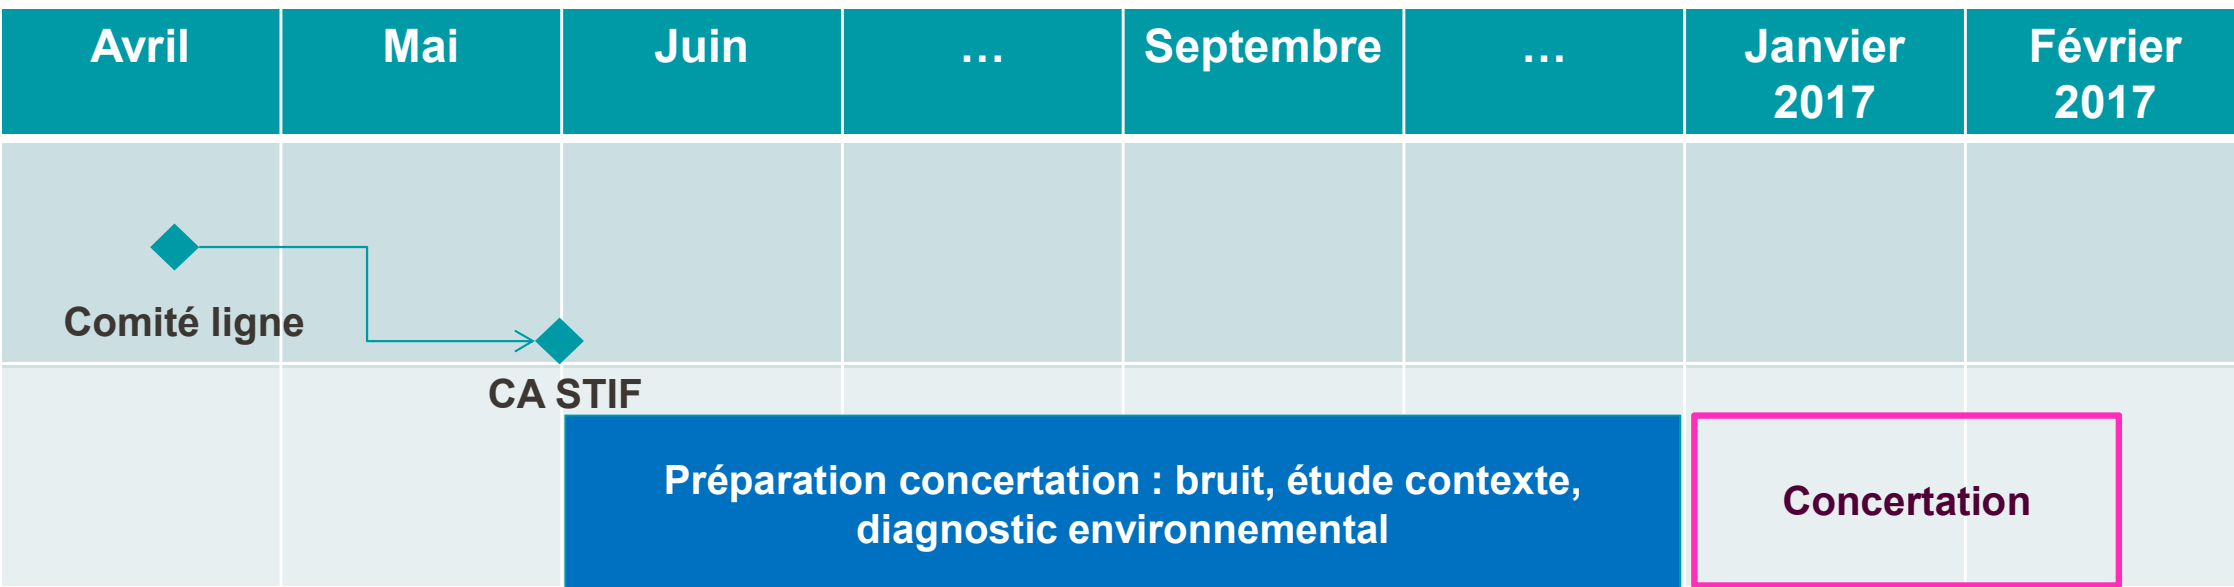 Avril
Mai
Juin
…
Septembre
…
Janvier
2017
Février
2017
Comité ligne
CA STIF
Préparation concertation : bruit, étude contexte,
diagnostic environnemental
Concertation